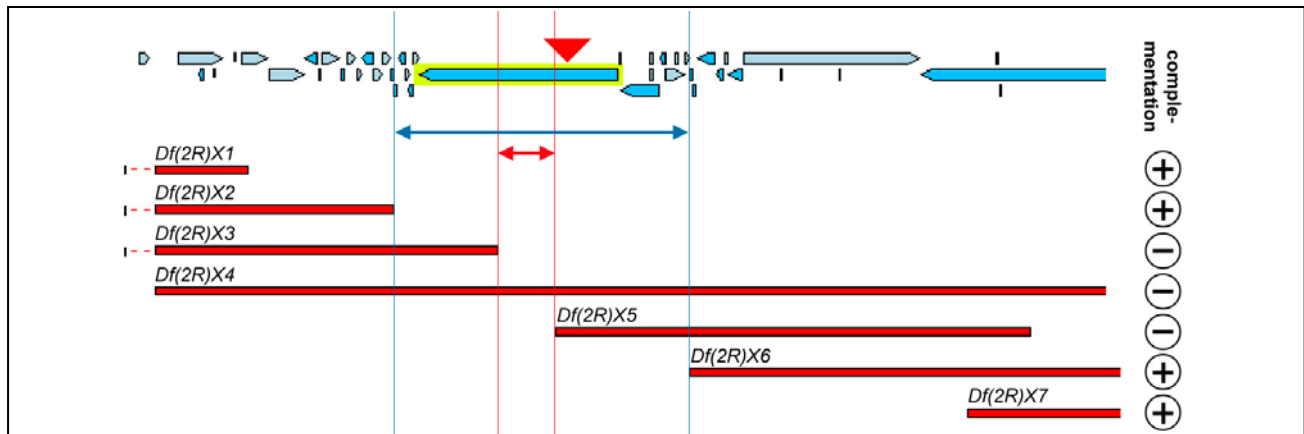 comple-
mentation
Df(2R)X1
+
Df(2R)X2
+
Df(2R)X3
−
Df(2R)X4
−
Df(2R)X5
−
Df(2R)X6
+
Df(2R)X7
+